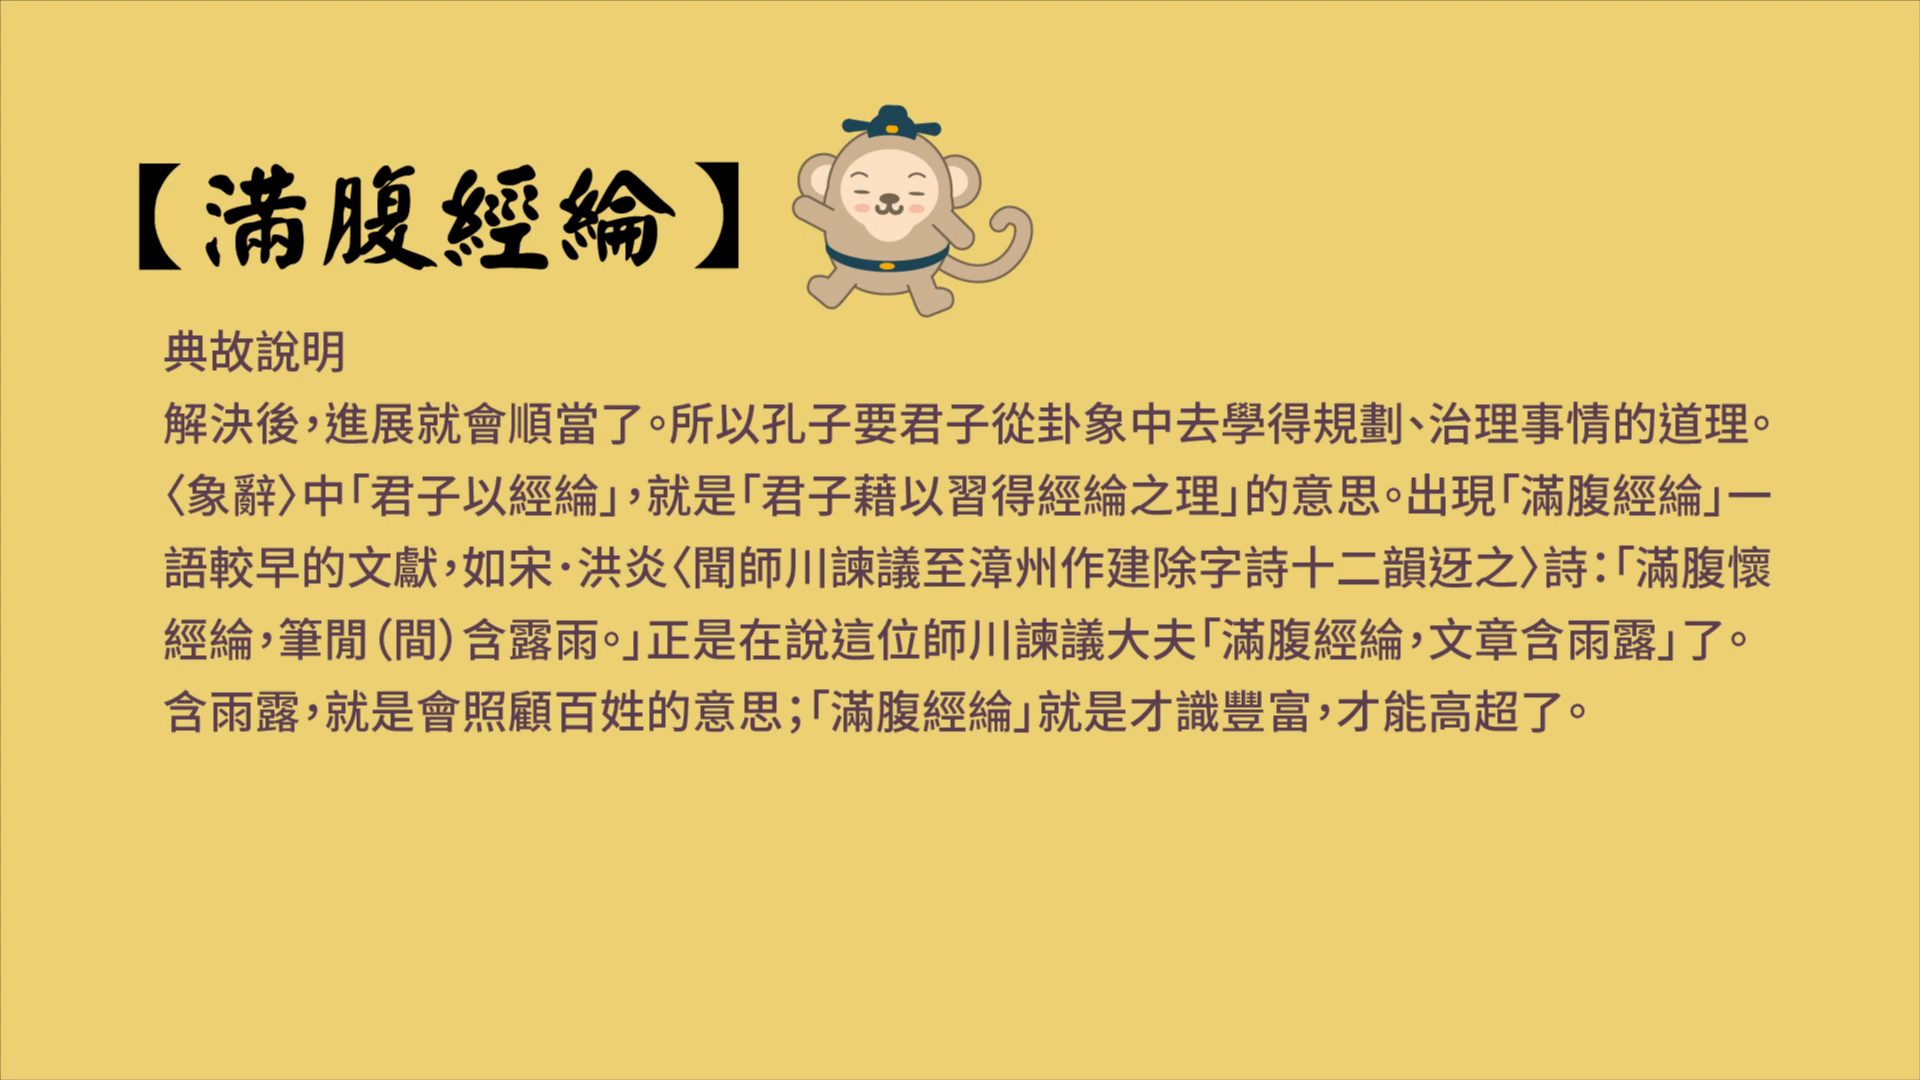 【滿腹經綸】
典故說明
解決後，進展就會順當了。所以孔子要君子從卦象中去學得規劃、治理事情的道理。
〈象辭〉中「君子以經綸」，就是「君子藉以習得經綸之理」的意思。出現「滿腹經綸」一
語較早的文獻，如宋．洪炎〈聞師川諫議至漳州作建除字詩十二韻迓之〉詩：「滿腹懷
經綸，筆閒（間）含露雨。」正是在說這位師川諫議大夫「滿腹經綸，文章含雨露」了。
含雨露，就是會照顧百姓的意思；「滿腹經綸」就是才識豐富，才能高超了。